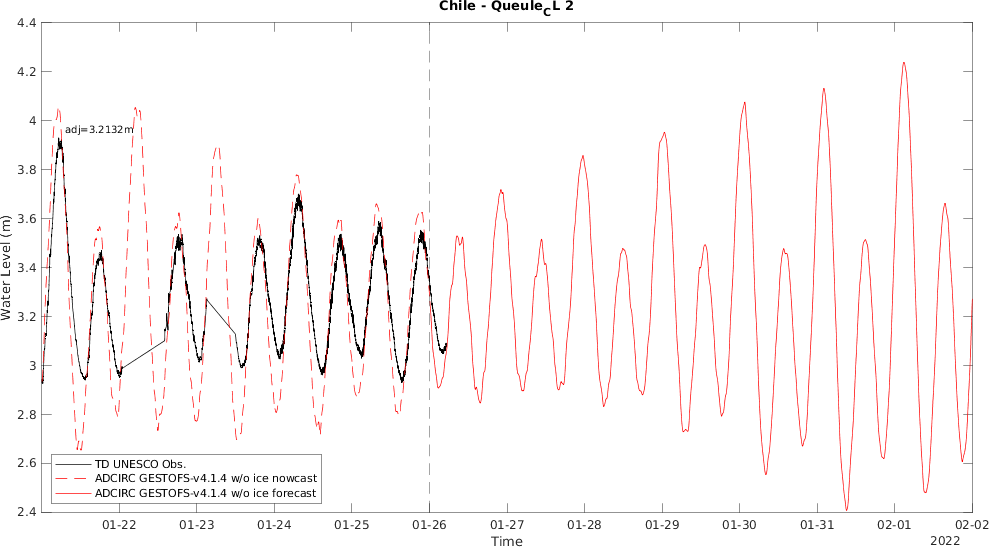 Chile - Queule_CL 2
Water Level (m)
4.4
4.2
4
3.8
3.6
3.4
3.2
3
2.8
2.6
2.4
adj=3.2132m
TD UNESCO Obs.
ADCIRC GESTOFS-v4.1.4 w/o ice nowcast
ADCIRC GESTOFS-v4.1.4 w/o ice forecast
01-22 01-23 01-24 01-25 01-26 01-27 01-28 01-29 01-30 01-31 02-01 02-02
Time
2022